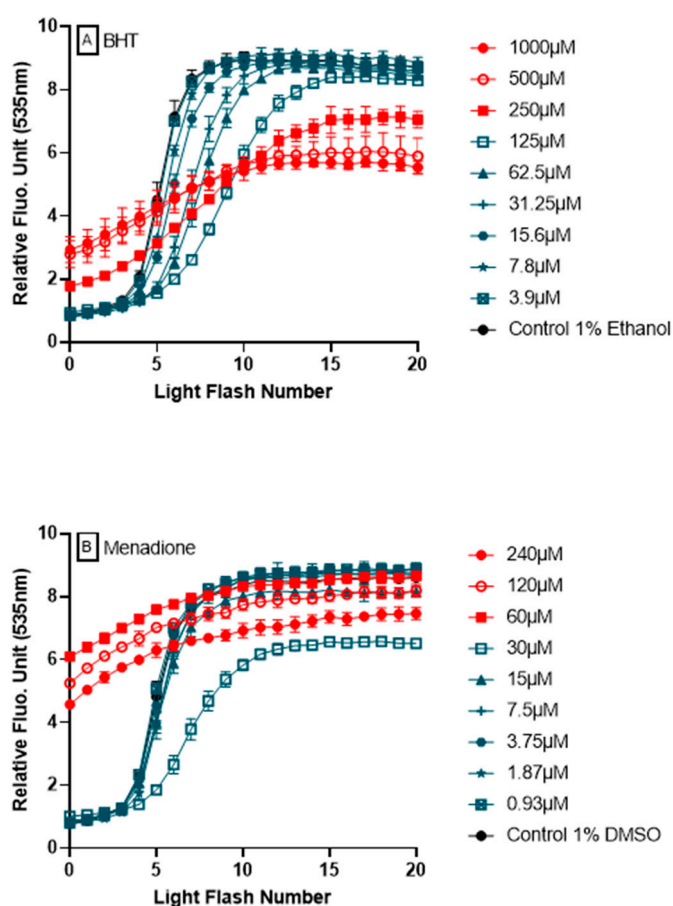 A BHT
Relative Fluo. Unit (535nm)
10
8
6
4
2
0
0 5 10 15 20
Light Flash Number
1000µM
500µM
250µM
125µM
62.5µM
31.25µM
15.6µM
7.8µM
3.9µM
Control 1% Ethanol
B Menadione
Relative Fluo. Unit (535nm)
10
8
6
4
2
0
0 5 10 15 20
Light Flash Number
240µM
120µM
60µM
30µM
15µM
7.5µM
3.75µM
1.87µM
0.93µM
Control 1% DMSO